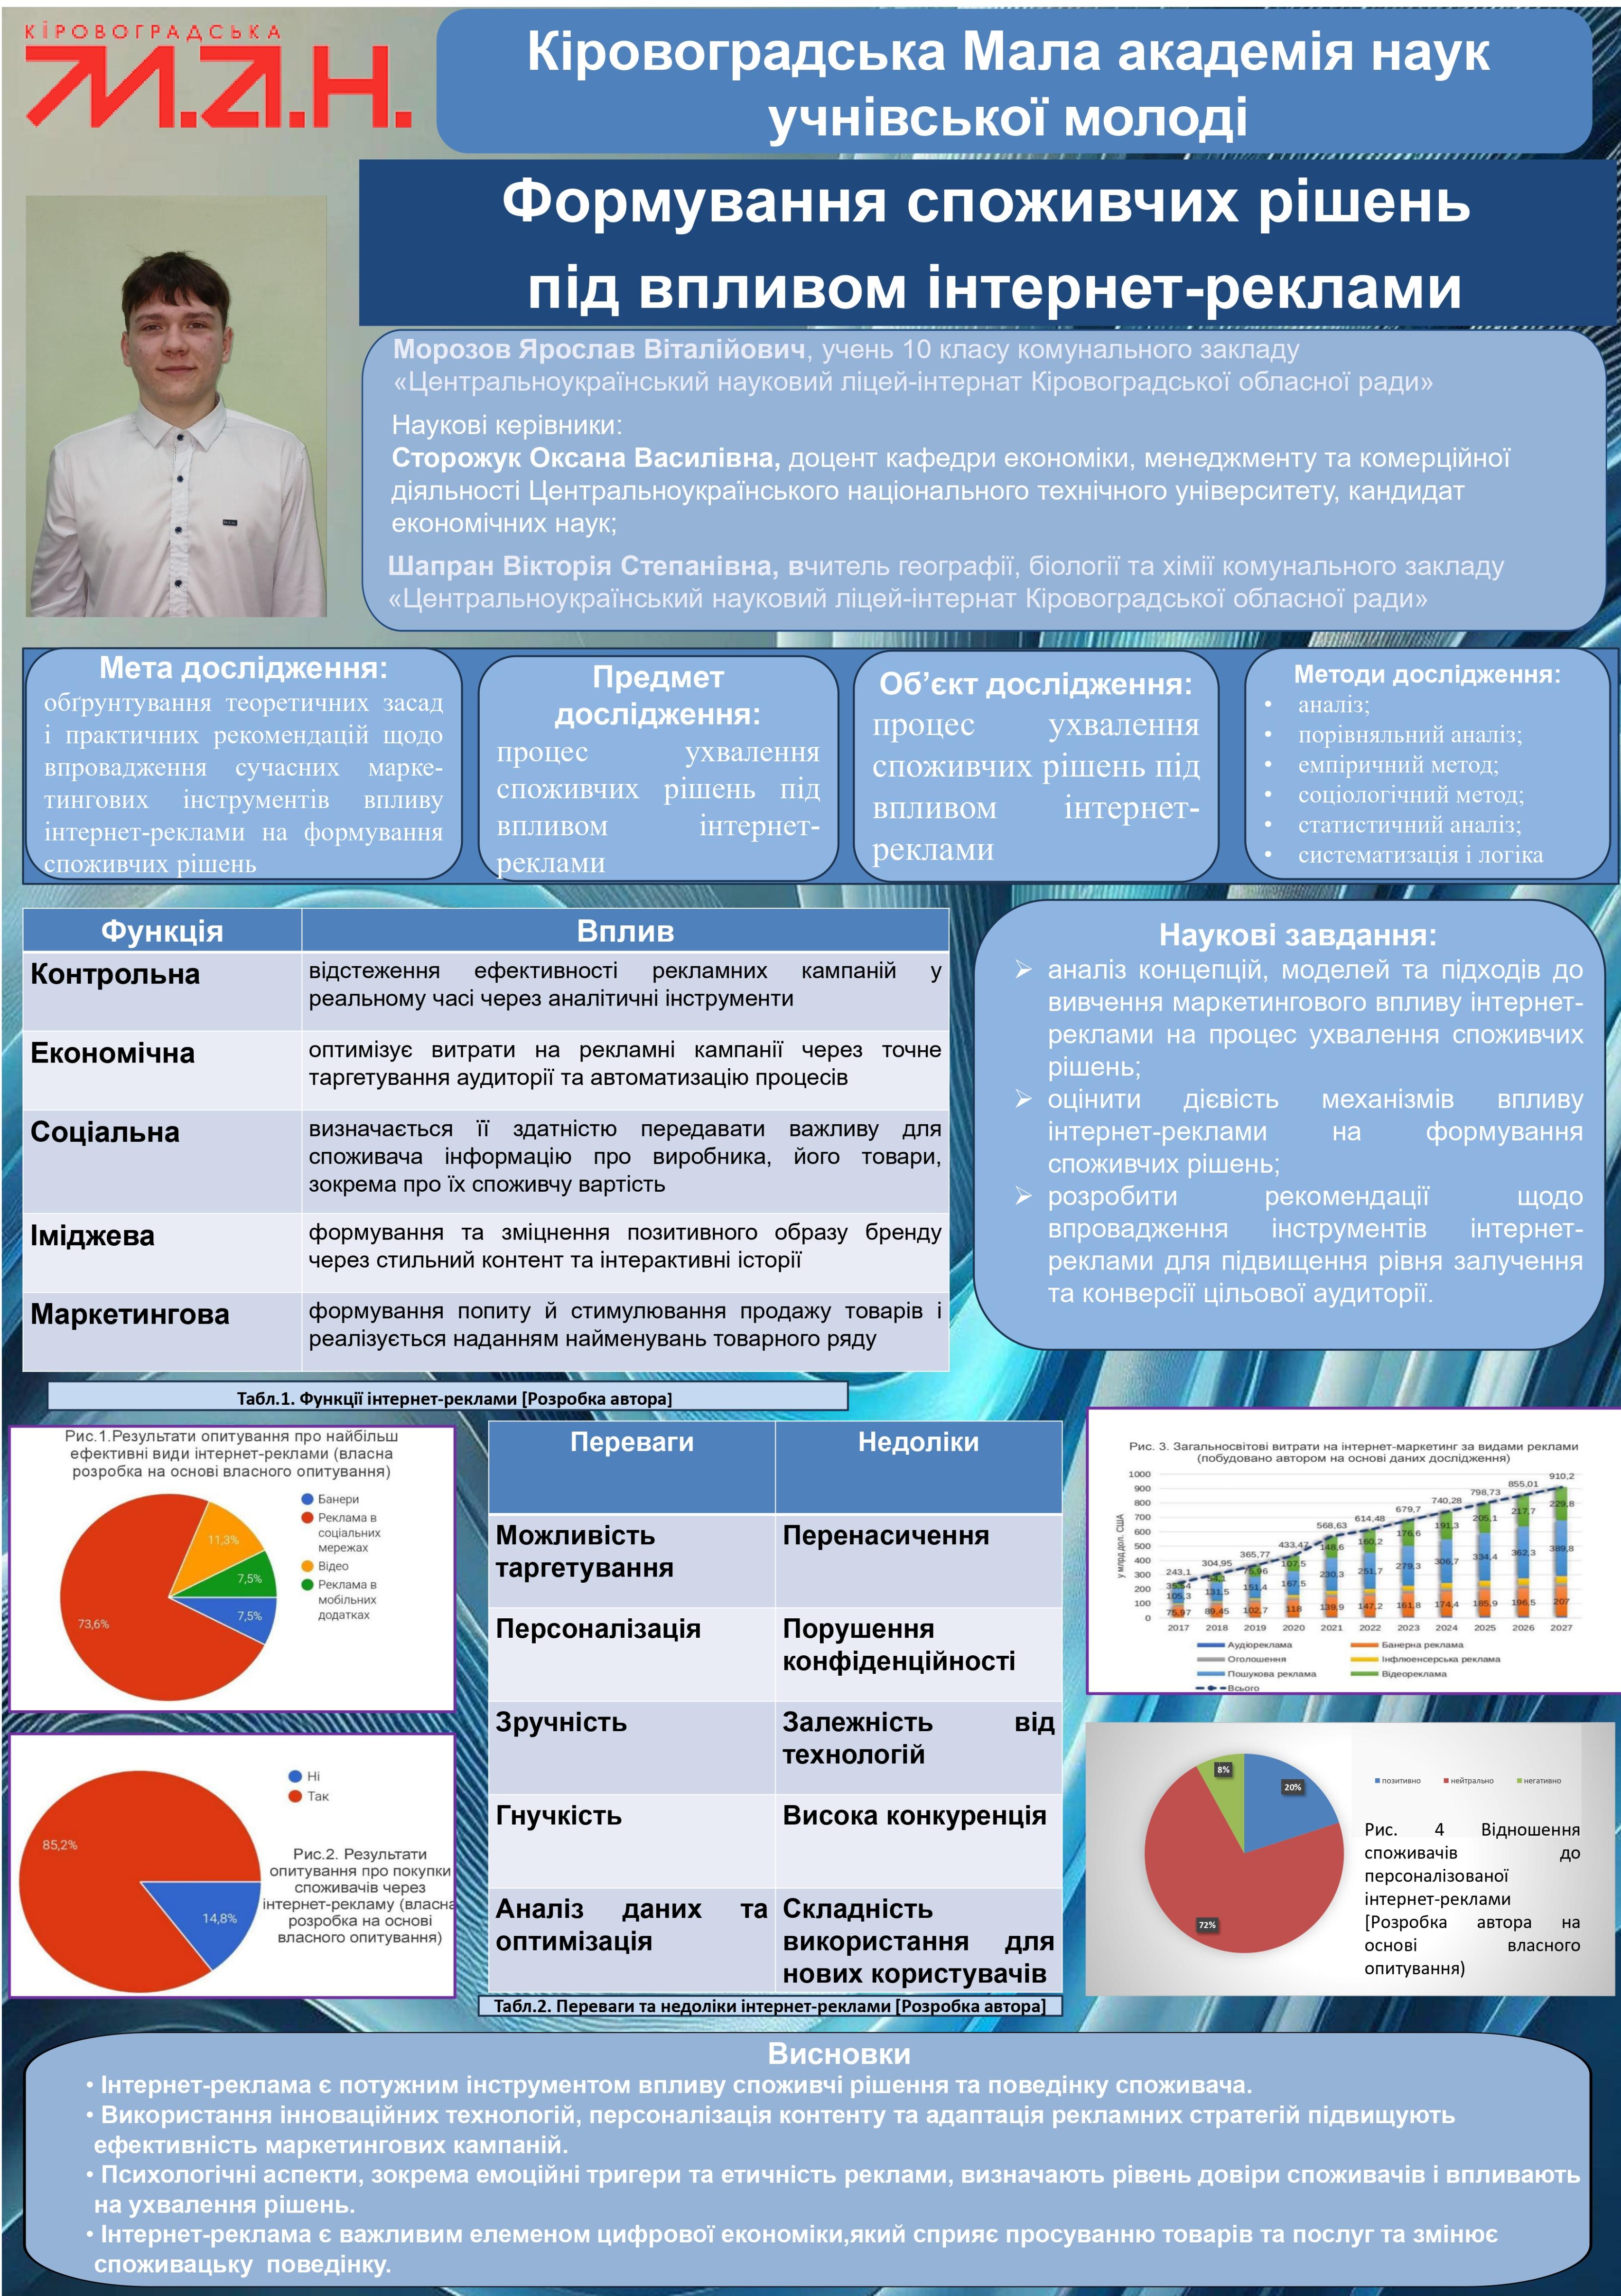 КІРОВОГРАДСЬКА
М.А.Н.
Кіровоградська Мала академія наук
учнівської молоді
Формування споживчих рішень
під впливом інтернет-реклами
Морозов Ярослав Віталійович, учень 10 класу комунального закладу
«Центральноукраїнський науковий ліцей-інтернат Кіровоградської обласної ради»
Наукові керівники:
Сторожук Оксана Василівна, доцент кафедри економіки, менеджменту та комерційної
діяльності Центральноукраїнського національного технічного університету, кандидат
економічних наук;
Шапран Вікторія Степанівна, вчитель географії, біології та хімії комунального закладу
«Центральноукраїнський науковий ліцей-інтернат Кіровоградської обласної ради»
Мета дослідження:
обґрунтування теоретичних засад
і практичних рекомендацій щодо
впровадження сучасних марке-
тингових інструментів впливу
інтернет-реклами на формування
споживчих рішень
Предмет
дослідження:
процес ухвалення
споживчих рішень під
впливом інтернет-
реклами
Об’єкт дослідження:
процес ухвалення
споживчих рішень під
впливом інтернет-
реклами
Методи дослідження:
• аналіз;
• порівняльний аналіз;
• емпіричний метод;
• соціологічний метод;
• статистичний аналіз;
• систематизація і логіка
Функція Вплив
Контрольна відстеження ефективності рекламних кампаній у
реальному часі через аналітичні інструменти
Економічна оптимізує витрати на рекламні кампанії через точне
таргетування аудиторії та автоматизацію процесів
Соціальна визначається її здатністю передавати важливу для
споживача інформацію про виробника, його товари,
зокрема про їх споживчу вартість
Іміджева формування та зміцнення позитивного образу бренду
через стильний контент та інтерактивні історії
Маркетингова формування попиту й стимулювання продажу товарів і
реалізується наданням найменувань товарного ряду
Табл.1. Функції інтернет-реклами [Розробка автора]
Наукові завдання:
➢ аналіз концепцій, моделей та підходів до
вивчення маркетингового впливу інтернет-
реклами на процес ухвалення споживчих
рішень;
➢ оцінити дієвість механізмів впливу
інтернет-реклами на формування
споживчих рішень;
➢ розробити рекомендації щодо
впровадження інструментів інтернет-
реклами для підвищення рівня залучення
та конверсії цільової аудиторії.
Рис.1.Результати опитування про найбільш
ефективні види інтернет-реклами (власна
розробка на основі власного опитування)
Банери
Реклама в
соціальних
мережах
Відео
Реклама в
мобільних
додатках
11,3%
7,5%
7,5%
73,6%
Ні
Так
85,2%
14,8%
Рис.2. Результати
опитування про покупки
споживачів через
інтернет-рекламу (власна
розробка на основі
власного опитування)
Переваги Недоліки
Можливість
таргетування
Перенасичення
Персоналізація
Порушення
конфіденційності
Зручність
Залежність від
технологій
Гнучкість
Висока конкуренція
Аналіз даних та
оптимізація
Складність
використання для
нових користувачів
Табл.2. Переваги та недоліки інтернет-реклами [Розробка автора]
Рис. 3. Загальносвітові витрати на інтернет-маркетинг за видами реклами
(побудовано автором на основі даних дослідження)
у млрд дол. США
1000
900
800
700
600
500
400
300
200
100
0
243,1 304,95 365,77 433,47 568,63 614,48 679,7 740,28 798,73 855,01 910,2
35,54 54,1 75,96 107,5 148,6 160,2 176,6 191,3 205,1 217,7 229,8
105,3 131,5 151,4 167,5 230,3 251,7 279,3 306,7 334,4 362,3 389,8
75,97 89,45 102,7 118 139,9 147,2 161,8 174,4 185,9 196,5 207
2017 2018 2019 2020 2021 2022 2023 2024 2025 2026 2027
Аудіореклама Банерна реклама
Оголошення Інфлюенсерська реклама
Пошукова реклама Відеореклама
Всього
8%
20%
72%
позитивно нейтрально негативно
Рис. 4 Відношення
споживачів до
персоналізованої
інтернет-реклами
[Розробка автора на
основі власного
опитування)
Висновки
• Інтернет-реклама є потужним інструментом впливу споживчі рішення та поведінку споживача.
• Використання інноваційних технологій, персоналізація контенту та адаптація рекламних стратегій підвищують
ефективність маркетингових кампаній.
• Психологічні аспекти, зокрема емоційні тригери та етичність реклами, визначають рівень довіри споживачів і впливають
на ухвалення рішень.
• Інтернет-реклама є важливим елеменом цифрової економіки,який сприяє просуванню товарів та послуг та змінює
споживацьку поведінку.